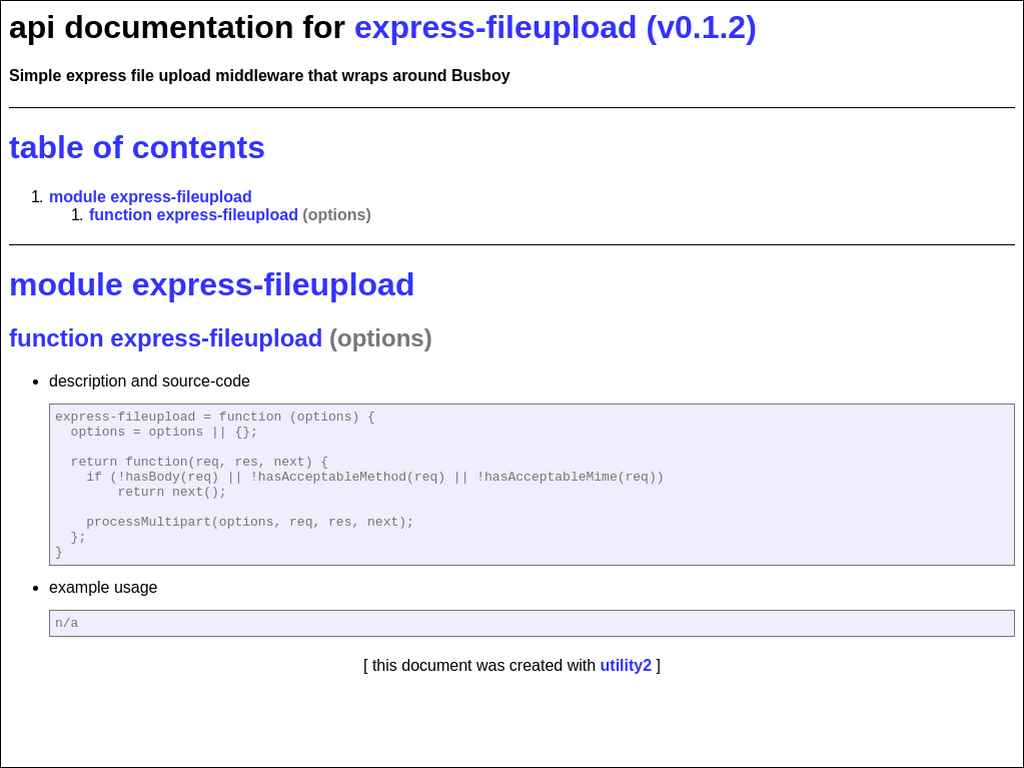 api documentation for express-fileupload (v0.1.2)
Simple express file upload middleware that wraps around Busboy
table of contents
1. module express-fileupload
1. function express-fileupload (options)
module express-fileupload
function express-fileupload (options)
• description and source-code
express-fileupload = function (options) {
  options = options || {};

  return function(req, res, next) {
    if (!hasBody(req) || !hasAcceptableMethod(req) || !hasAcceptableMime(req))
        return next();

    processMultipart(options, req, res, next);
  };
}
• example usage
n/a
[ this document was created with utility2 ]